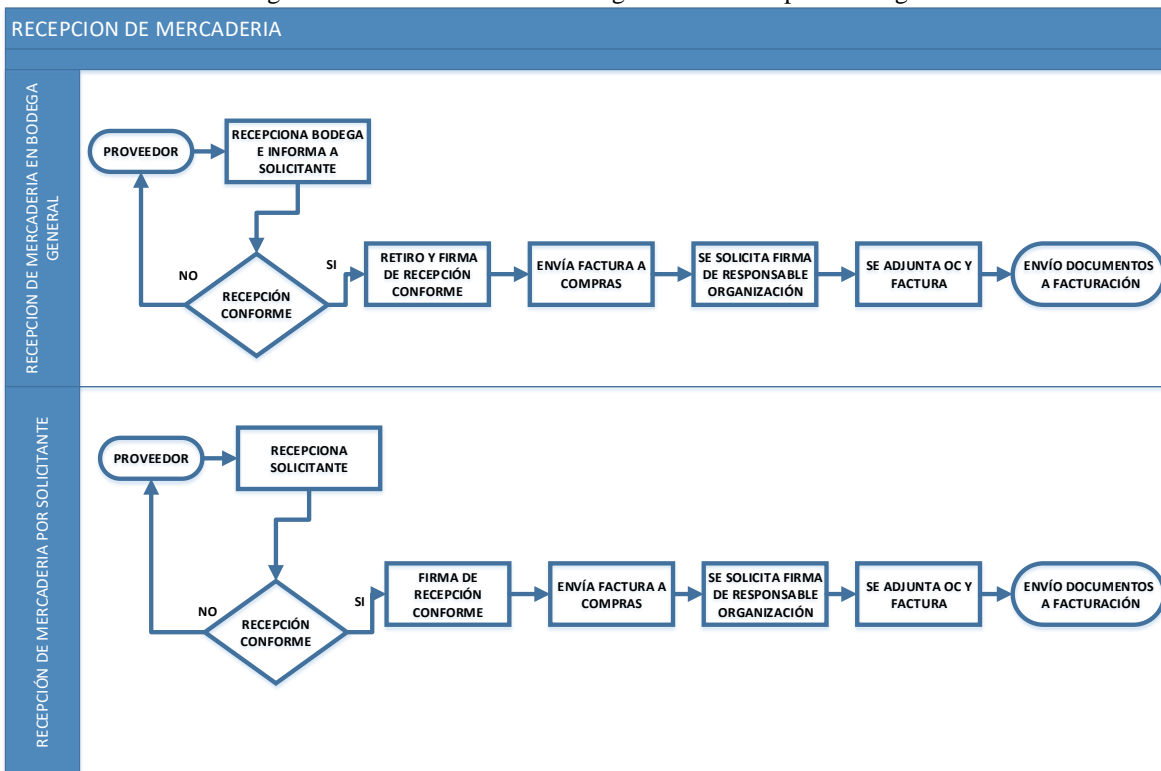 RECEPCION DE MERCADERIA
RECEPCION DE MERCADERIA EN BODEGA
GENERAL
PROVEEDOR
RECEPCIONA BODEGA
E INFORMA A
SOLICITANTE
NO
RECEPCIÓN
CONFORME
SI
RETIRO Y FIRMA
DE RECEPCIÓN
CONFORME
ENVÍA FACTURA A
COMPRAS
SE SOLICITA FIRMA
DE RESPONSABLE
ORGANIZACIÓN
SE ADJUNTA OC Y
FACTURA
ENVÍO DOCUMENTOS
A FACTURACIÓN
RECEPCIÓN DE MERCADERIA POR SOLICITANTE
PROVEEDOR
RECEPCIONA
SOLICITANTE
NO
RECEPCIÓN
CONFORME
SI
FIRMA DE
RECEPCIÓN
CONFORME
ENVÍA FACTURA A
COMPRAS
SE SOLICITA FIRMA
DE RESPONSABLE
ORGANIZACIÓN
SE ADJUNTA OC Y
FACTURA
ENVÍO DOCUMENTOS
A FACTURACIÓN